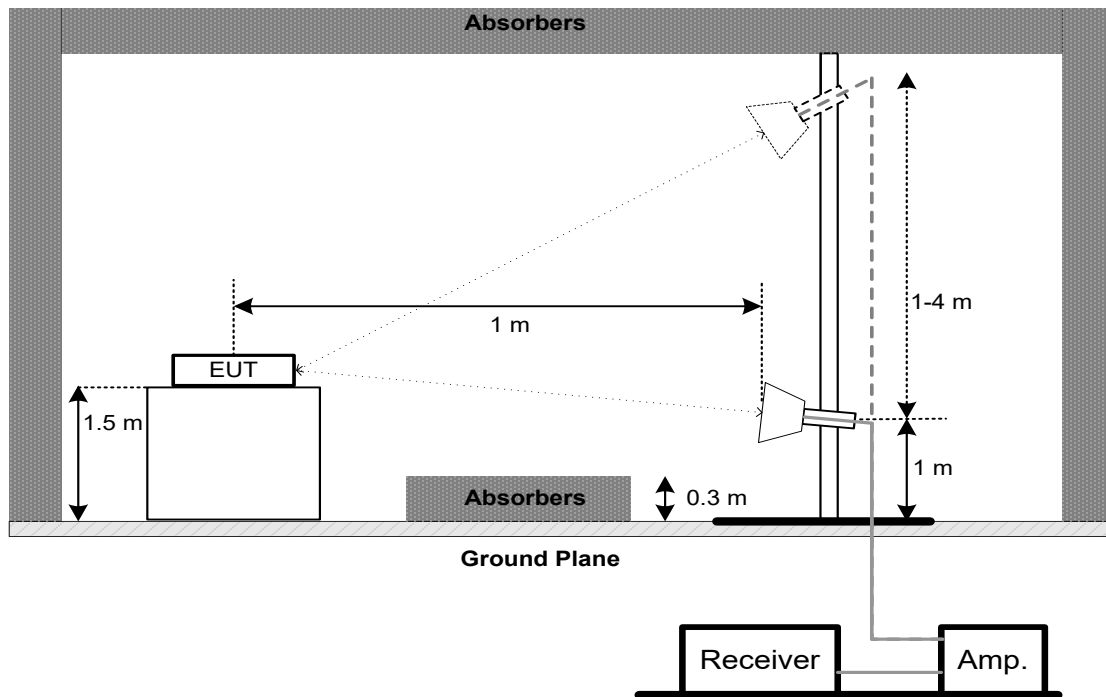 Absorbers
1-4 m
1 m
EUT
1.5 m
1 m
Absorbers
0.3 m
Ground Plane
Receiver
Amp.